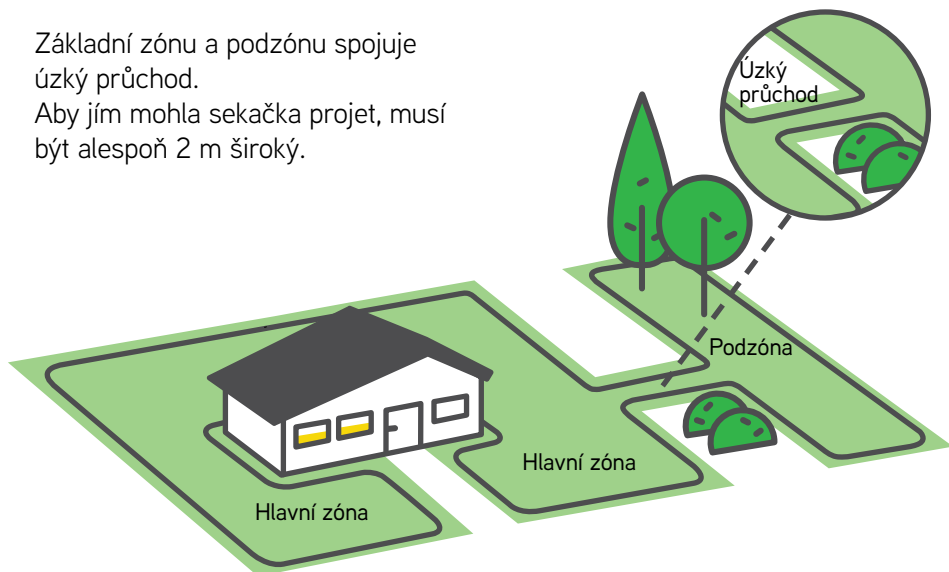 Základní zónu a podzónu spojuje
úzký průchod.
Aby jím mohla sekačka projet, musí
být alespoň 2 m široký.
Úzký
průchod
Podzóna
Hlavní zóna
Hlavní zóna